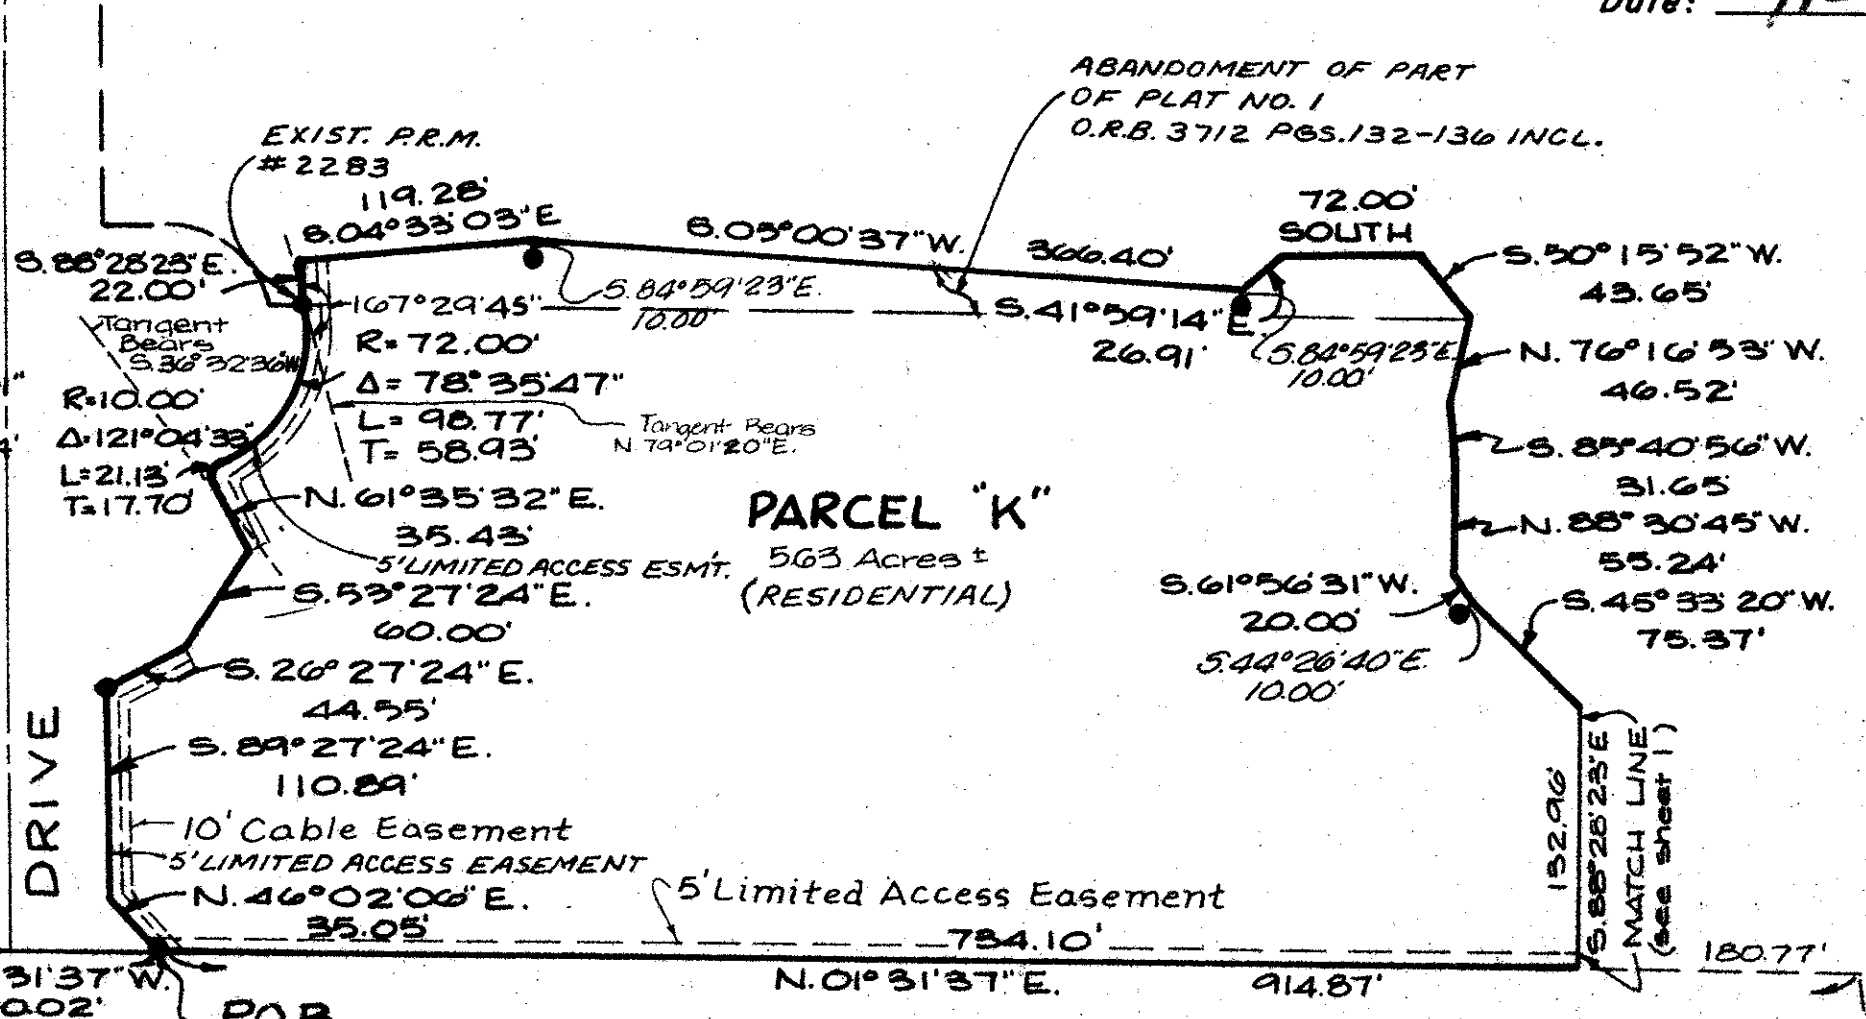 Date:
ABANDOMENT OF PART
OF PLAT NO. 1
O.R.B. 3712 PGS. 132-136 INCL.
EXIST. P.R.M.
# 2283
119.28'
S.04°33'03"E
S.05°00'37"W.
366.40'
72.00'
SOUTH
S.88°28'23"E.
22.00'
167°29'45"
S.84°59'23"E.
10.00'
S.41°59'14"E.
26.91'
S.84°59'23"E.
10.00'
S.50°15'52"W.
43.65'
Tangent
Bears
S.36°32'36"W
R=72.00'
Δ=78°35'47"
L=98.77'
T=58.93'
Tangent Bears
N.79°01'20"E.
N.76°16'53"W.
46.52'
R=10.00'
Δ=121°04'33"
L=21.13'
T=17.70'
S.85°40'56"W.
31.65'
N.61°35'32"E.
35.43'
5' LIMITED ACCESS ESM'T.
PARCEL "K"
5.63 Acres ±
(RESIDENTIAL)
N.88°30'45"W.
55.24'
S.53°27'24"E.
60.00'
S.61°56'31"W.
20.00'
S.44°26'40"E.
10.00'
S.45°33'20"W.
75.37'
S.26°27'24"E.
44.55'
S.89°27'24"E.
110.89'
DRIVE
10' Cable Easement
5' LIMITED ACCESS EASEMENT
N.46°02'06"E.
35.05'
5' Limited Access Easement
132.96'
S.88°28'23"E
MATCH LINE
(see sheet 1)
734.10'
180.77'
31'37"W.
0.02'
N.01°31'37"E.
914.87'
P.O.B.